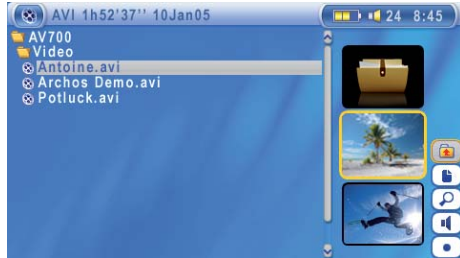 AVI 1h52'37'' 10Jan05
24 8:45
AV700
Video
Antoine.avi
Archos Demo.avi
Potluck.avi